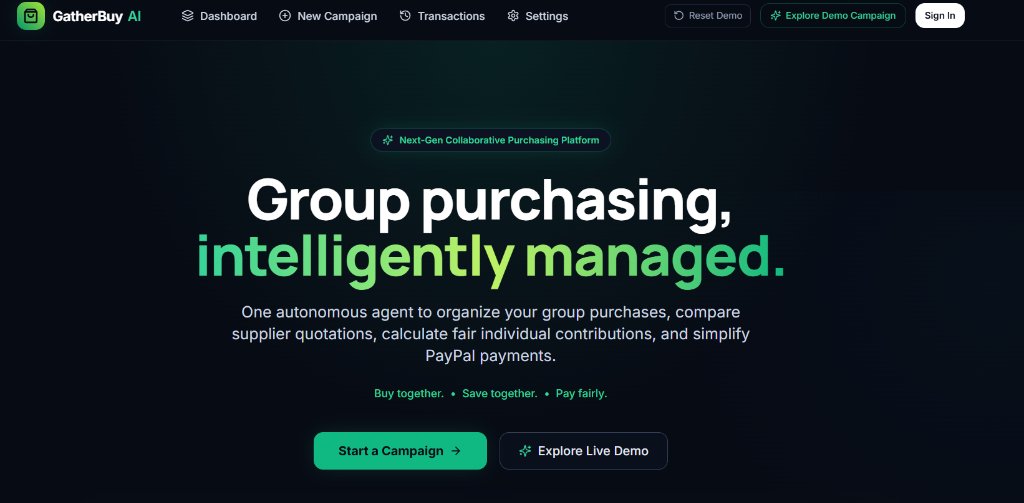 GatherBuy AI
Dashboard
New Campaign
Transactions
Settings
Reset Demo
Explore Demo Campaign
Sign In
Next-Gen Collaborative Purchasing Platform
Group purchasing,
intelligently managed.
One autonomous agent to organize your group purchases, compare
supplier quotations, calculate fair individual contributions, and simplify
PayPal payments.
Buy together. • Save together. • Pay fairly.
Start a Campaign →
Explore Live Demo